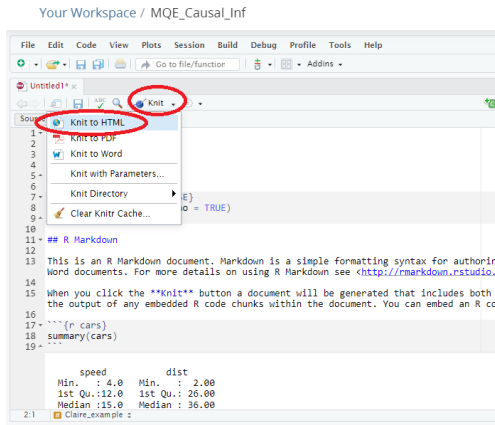 Your Workspace / MQE_Causal_Inf
File Edit Code View Plots Session Build Debug Profile Tools Help
Go to file/function Addins
Untitled1*
ABC Knit
Source
Knit to HTML
Knit to PDF
Knit to Word
Knit with Parameters...
Knit Directory
Clear Knitr Cache...
1
2
3
4
5
6
7 SE}
8 ho = TRUE)
9
10
11 ## R Markdown
12
13 This is an R Markdown document. Markdown is a simple formatting syntax for authorin
Word documents. For more details on using R Markdown see <http://rmarkdown.rstudio.
14
15 When you click the **Knit** button a document will be generated that includes both
the output of any embedded R code chunks within the document. You can embed an R co
16
17 ```{r cars}
18 summary(cars)
19 ```
speed dist
Min. : 4.0 Min. : 2.00
1st Qu.:12.0 1st Qu.: 26.00
Median :15.0 Median : 36.00
2:1 Claire_example